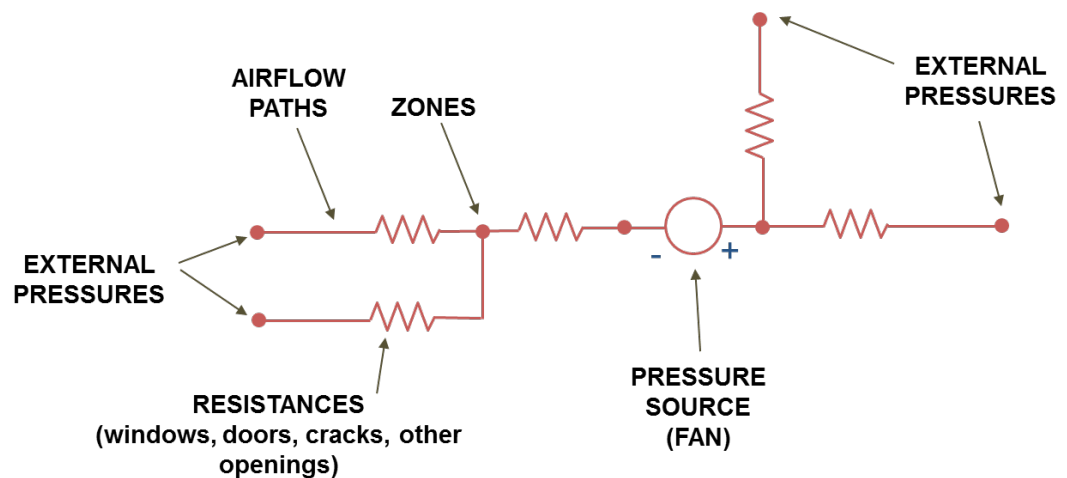 AIRFLOW
PATHS
ZONES
EXTERNAL
PRESSURES
EXTERNAL
PRESSURES
- +
RESISTANCES
(windows, doors, cracks, other
openings)
PRESSURE
SOURCE
(FAN)